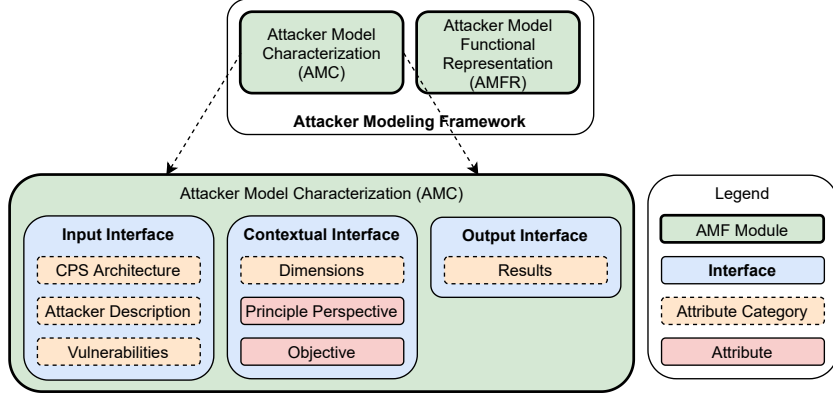 Attacker Model
Characterization
(AMC)
Attacker Model
Functional
Representation
(AMFR)
Attacker Modeling Framework
Attacker Model Characterization (AMC)
Input Interface
CPS Architecture
Attacker Description
Vulnerabilities
Contextual Interface
Dimensions
Principle Perspective
Objective
Output Interface
Results
Legend
AMF Module
Interface
Attribute Category
Attribute